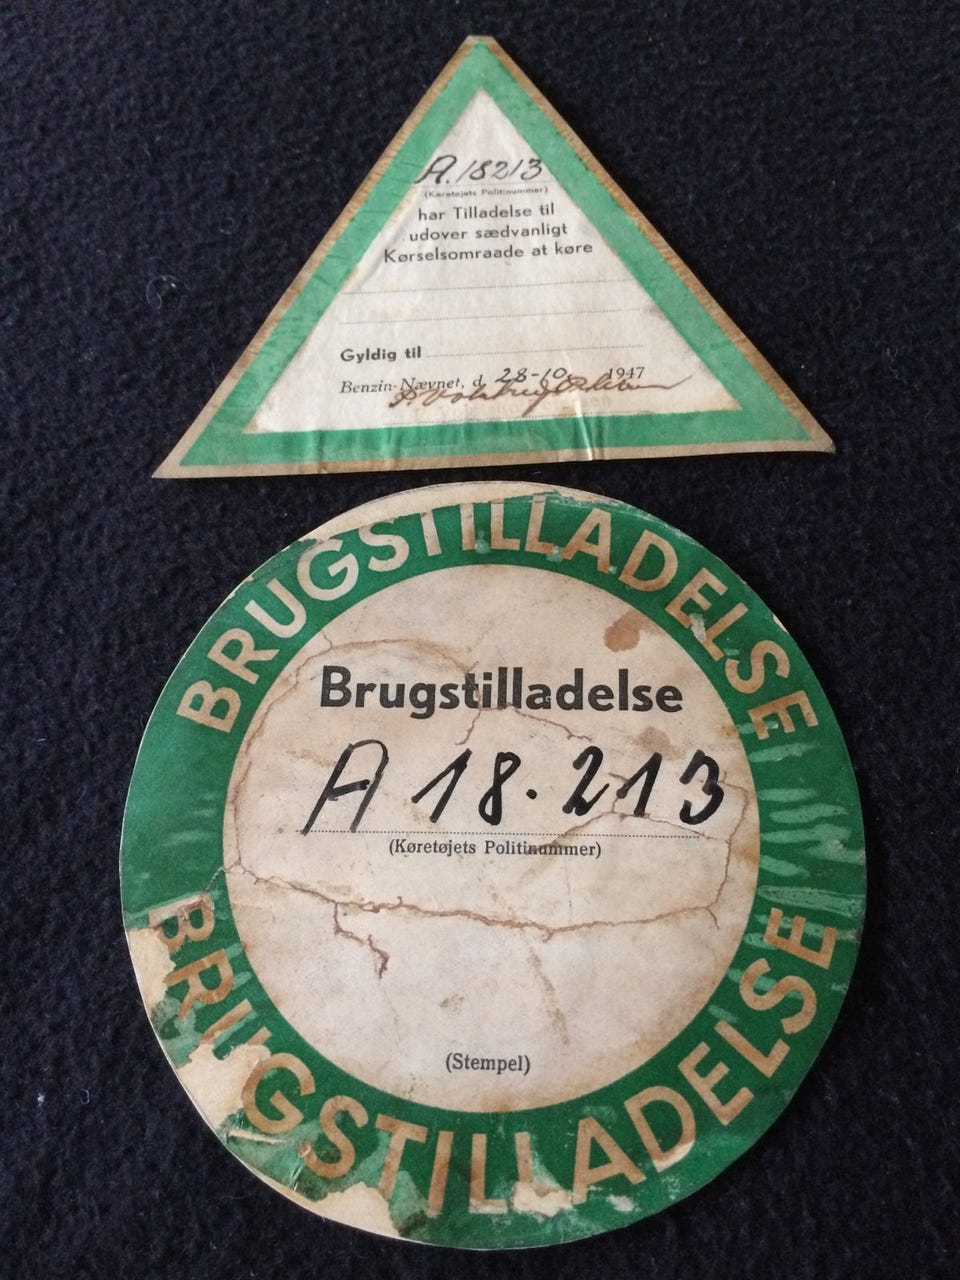 A. 18213
(Køretøjets Politinummer)
har Tilladelse til
udover sædvanligt
Kørselsomraade at køre
Gyldig til
Benzin-Nævnet, d. 28-10. 1947
BRUGSTILLADELSE
Brugstilladelse
A 18.213
(Køretøjets Politinummer)
(Stempel)
BRUGSTILLADELSE